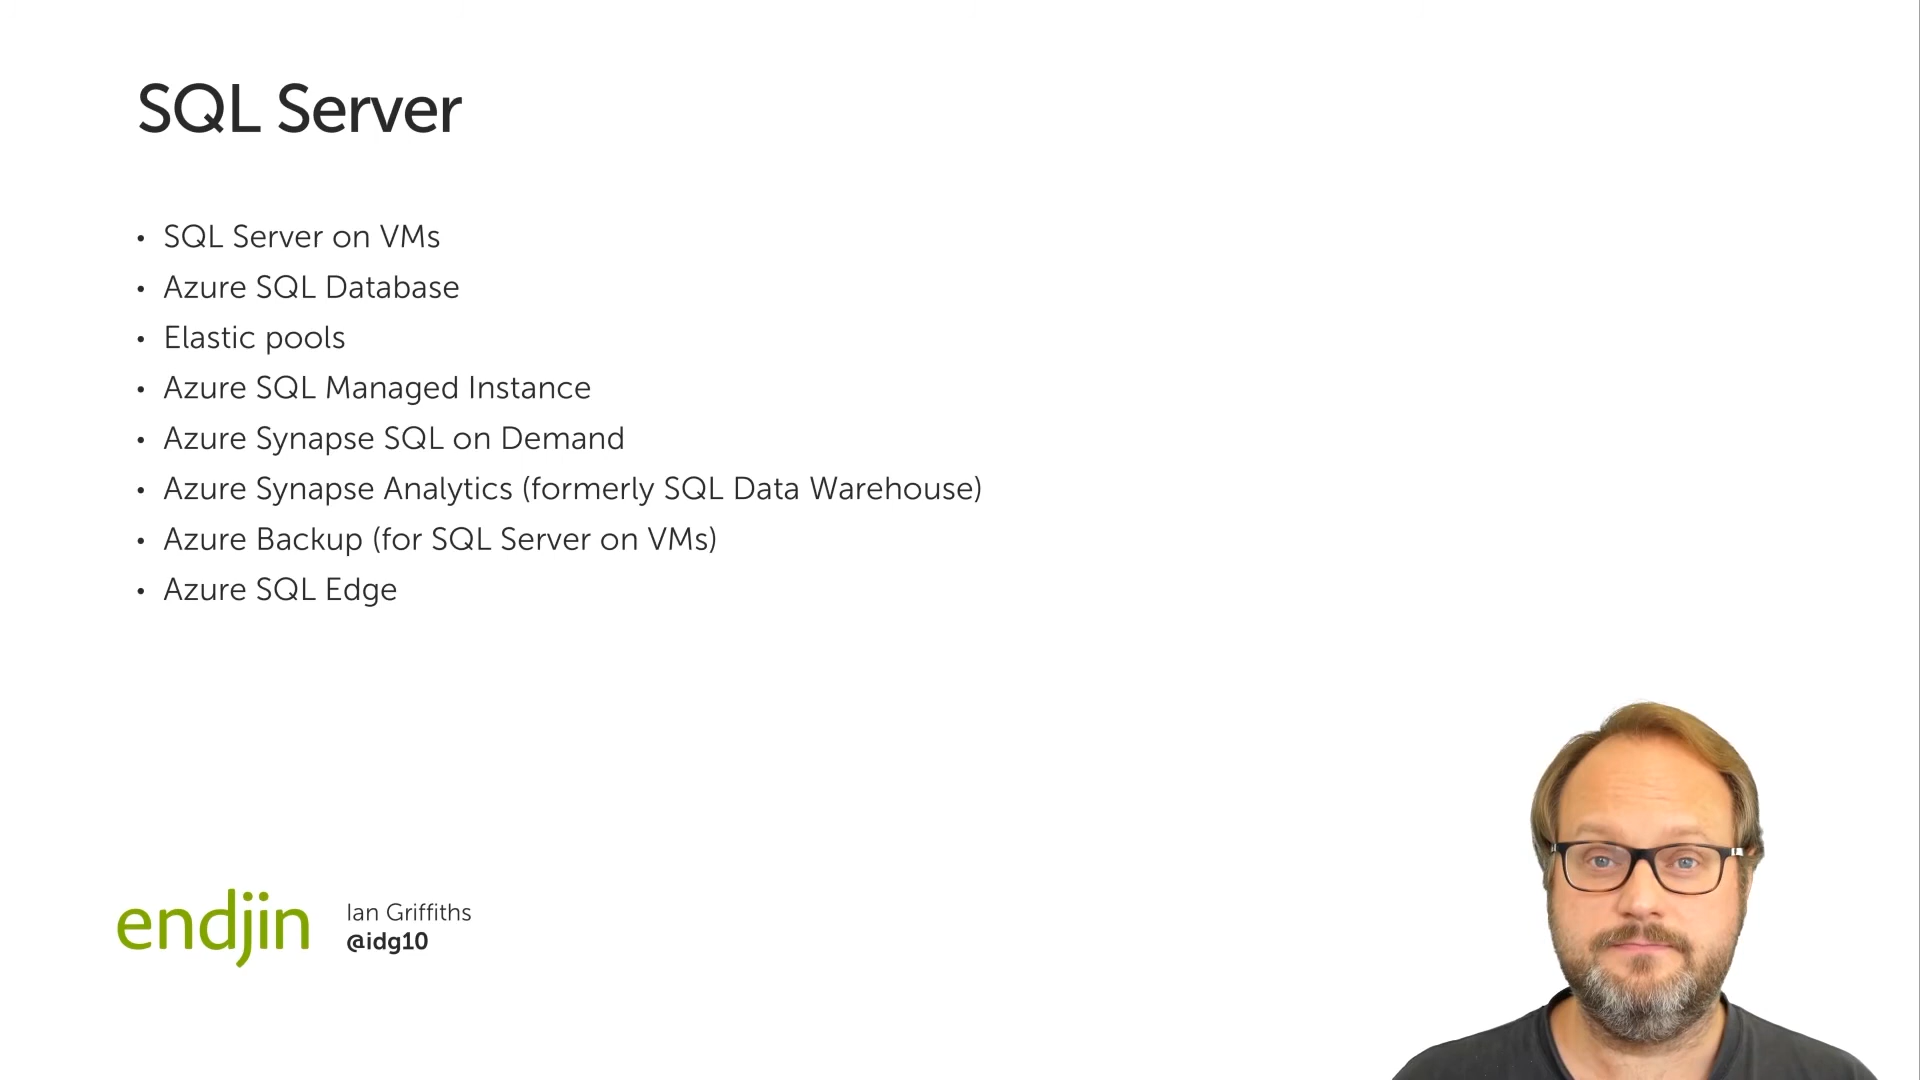 SQL Server
• SQL Server on VMs
• Azure SQL Database
• Elastic pools
• Azure SQL Managed Instance
• Azure Synapse SQL on Demand
• Azure Synapse Analytics (formerly SQL Data Warehouse)
• Azure Backup (for SQL Server on VMs)
• Azure SQL Edge
endjin
Ian Griffiths
@idg10